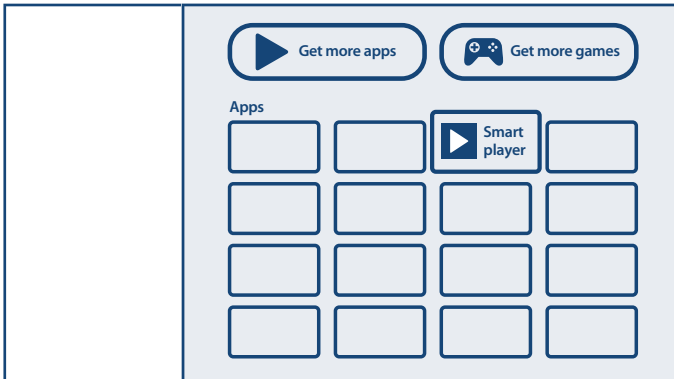 Get more apps
Get more games
Apps
Smart
player